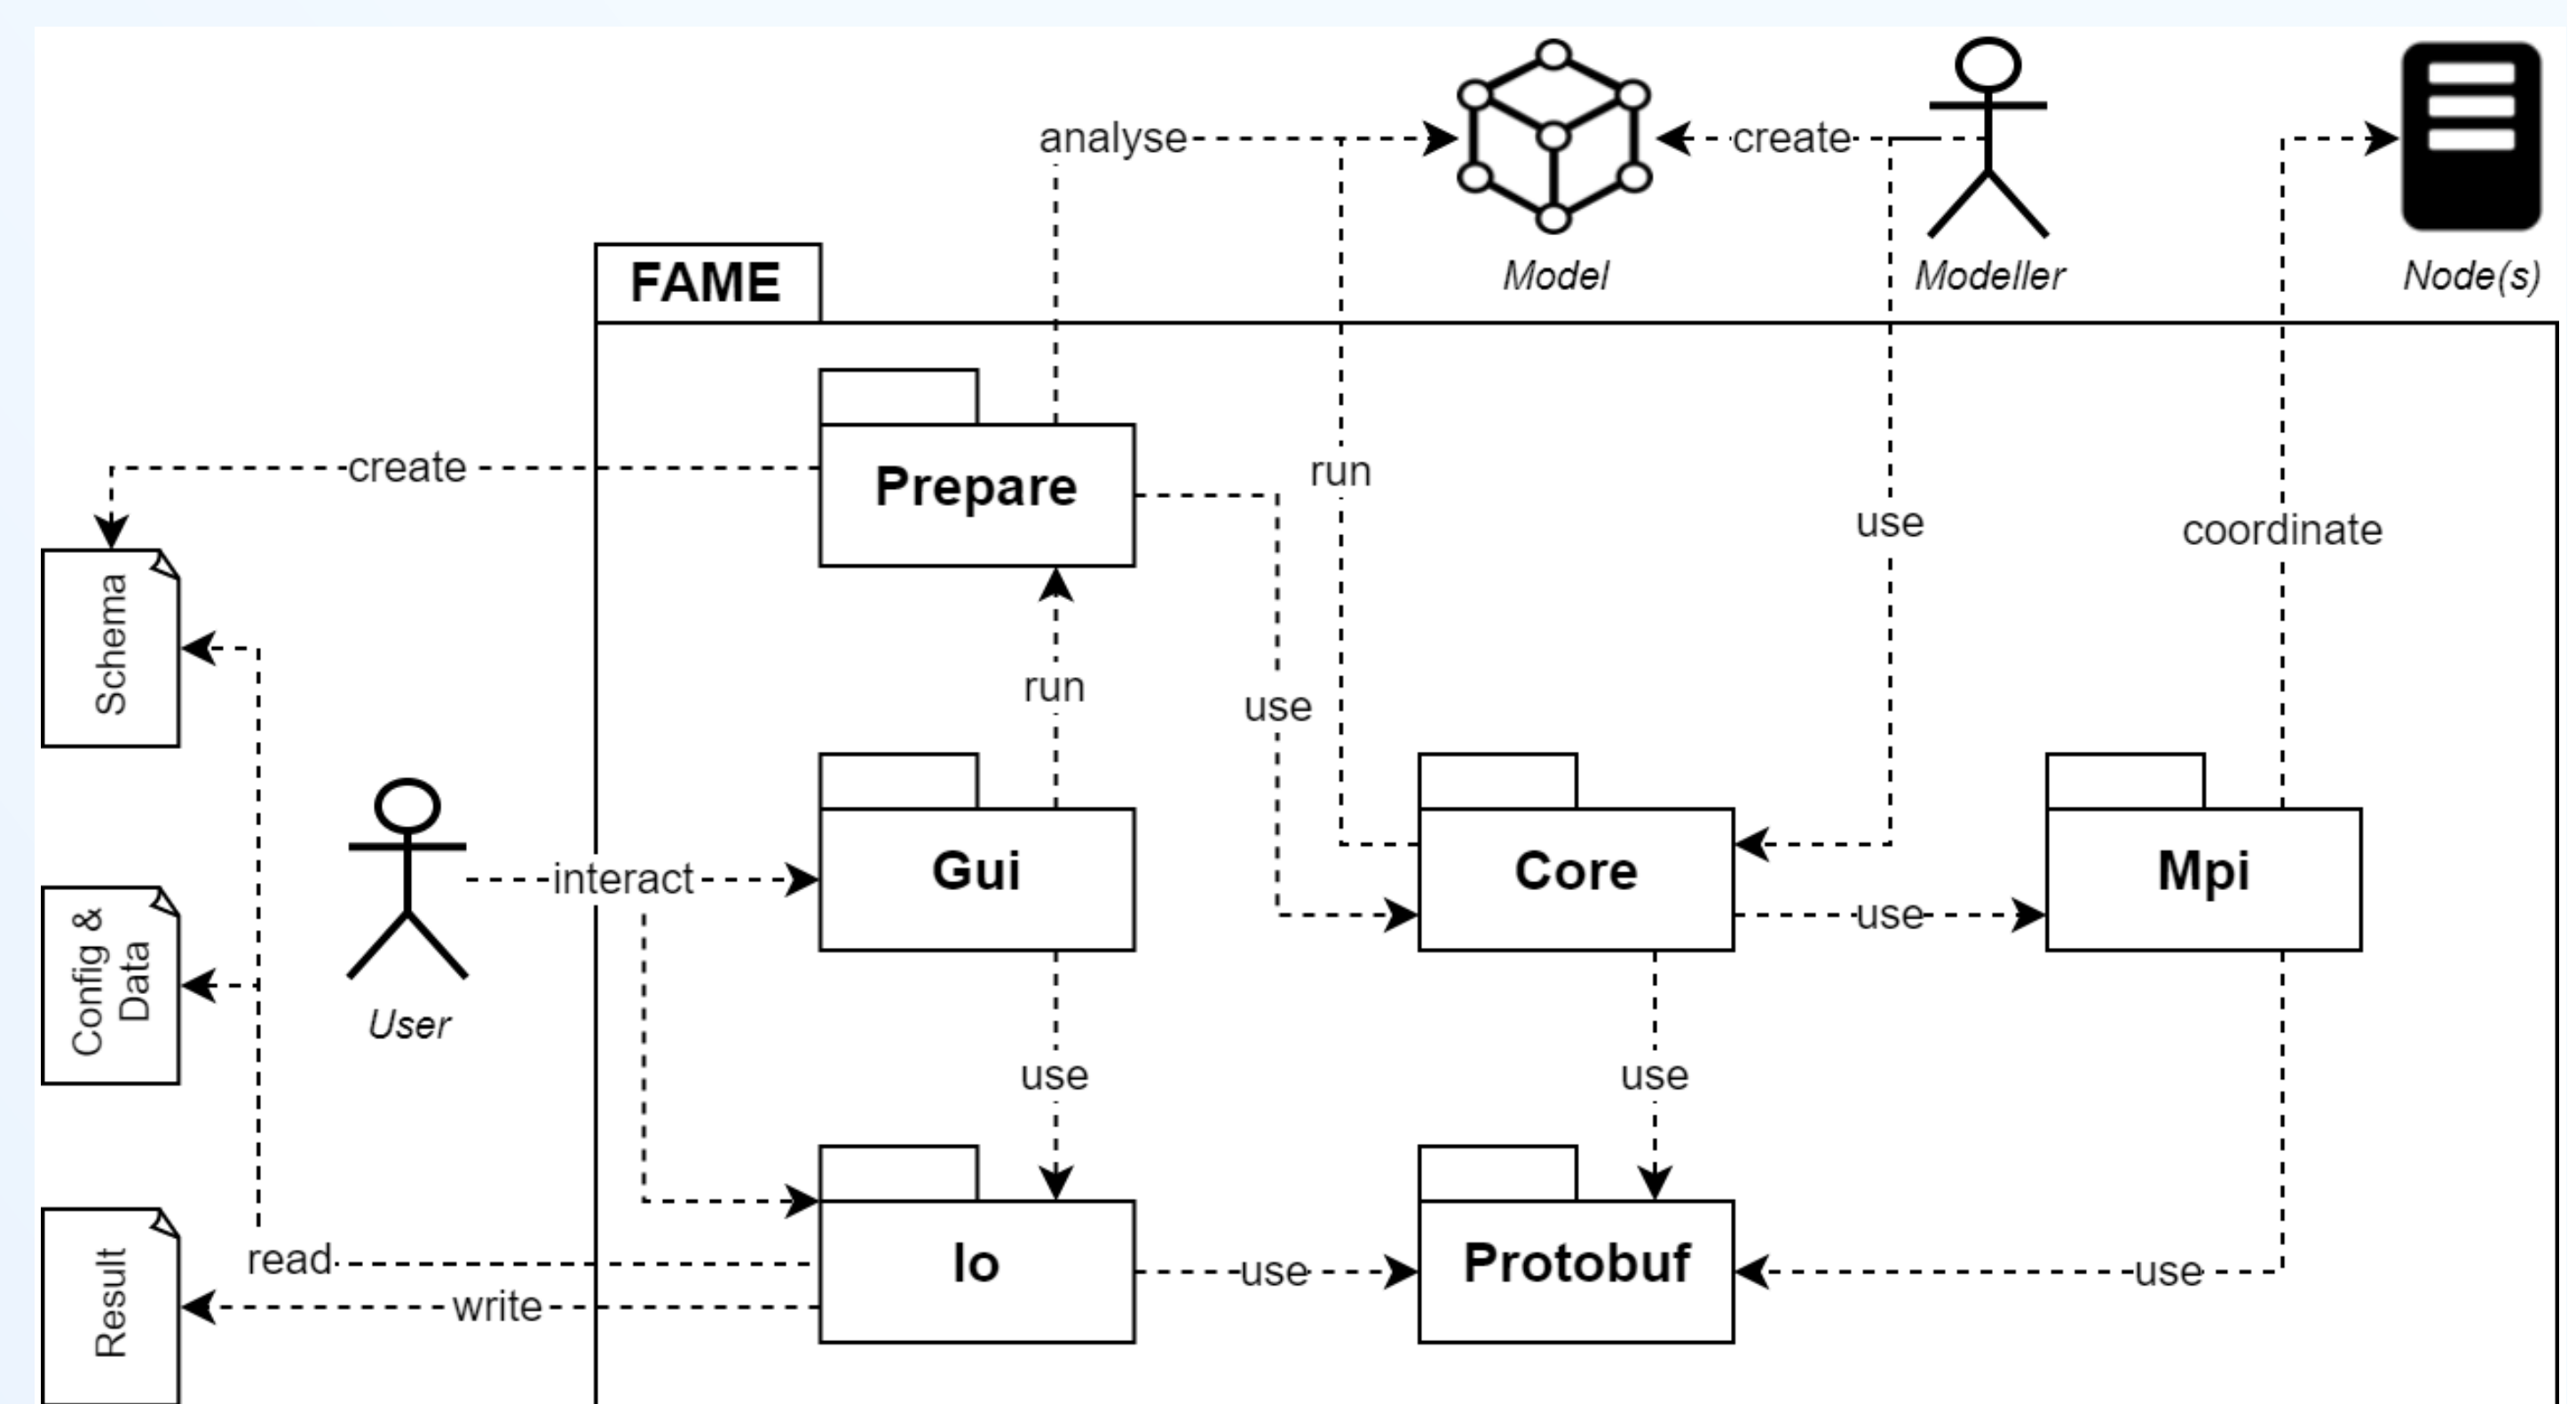 analyse
create
Model
Modeller
Node(s)
FAME
create
Prepare
run
use
coordinate
Schema
run
use
interact
Gui
Core
use
Mpi
Config &
Data
User
use
use
read
Io
use
Protobuf
use
write
Result